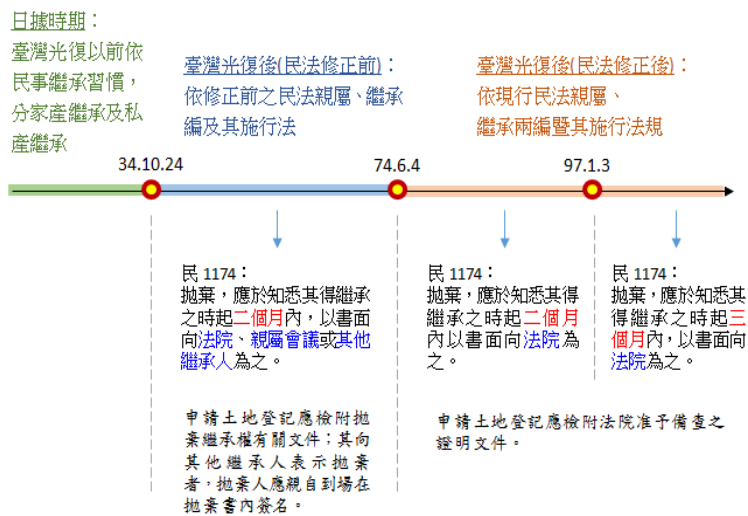 日據時期：
臺灣光復以前依
民事繼承習慣，
分家產繼承及私
產繼承
臺灣光復後(民法修正前)：
依修正前之民法親屬、繼承
編及其施行法
臺灣光復後(民法修正後)：
依現行民法親屬、
繼承兩編暨其施行法規
34.10.24
74.6.4
97.1.3
民 1174：
拋棄，應於知悉其得繼承
之時起二個月內，以書面
向法院、親屬會議或其他
繼承人為之。
民 1174：
拋棄，應於知悉其得
繼承之時起二個月
內以書面向法院為
之。
民 1174：
拋棄，應於知悉其
得繼承之時起三
個月內，以書面向
法院為之。
申請土地登記應檢附拋
棄繼承權有關文件；其向
其他繼承人表示拋棄
者，拋棄人應親自到場在
拋棄書內簽名。
申請土地登記應檢附法院准予備查之
證明文件。